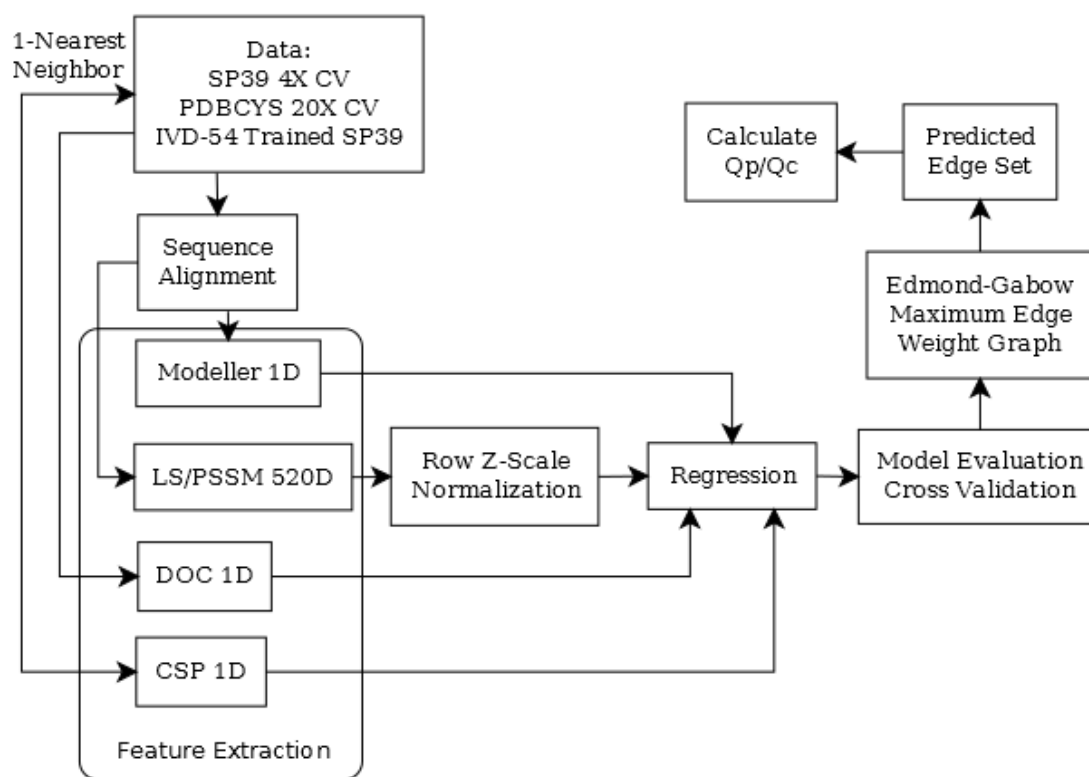 1-Nearest
Neighbor
Data:
SP39 4X CV
PDBCYS 20X CV
IVD-54 Trained SP39
Sequence
Alignment
Modeller 1D
LS/PSSM 520D
DOC 1D
CSP 1D
Feature Extraction
Row Z-Scale
Normalization
Regression
Model Evaluation
Cross Validation
Edmond-Gabow
Maximum Edge
Weight Graph
Predicted
Edge Set
Calculate
Qp/Qc